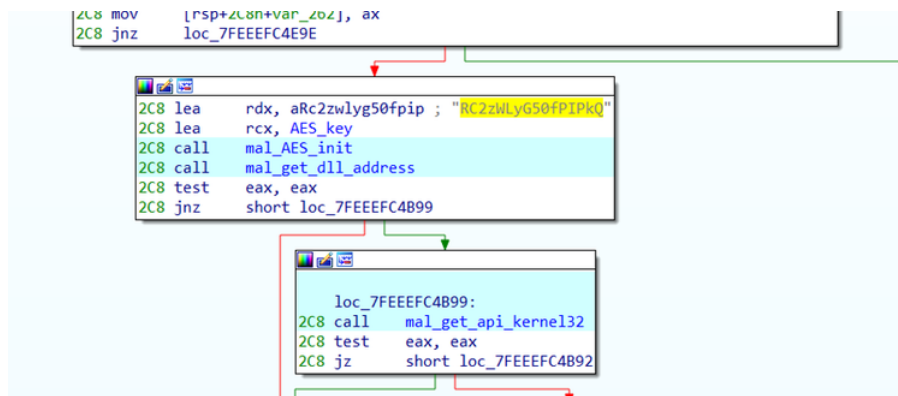 2C8 mov [rsp+2C8h+var_262], ax
2C8 jnz loc_7FEEEFC4E9E
2C8 lea rdx, aRc2zwlyg50fpip ; "RC2zWLyG50fPIPkQ"
2C8 lea rcx, AES_key
2C8 call mal_AES_init
2C8 call mal_get_dll_address
2C8 test eax, eax
2C8 jnz short loc_7FEEEFC4B99
loc_7FEEEFC4B99:
2C8 call mal_get_api_kernel32
2C8 test eax, eax
2C8 jz short loc_7FEEEFC4B92